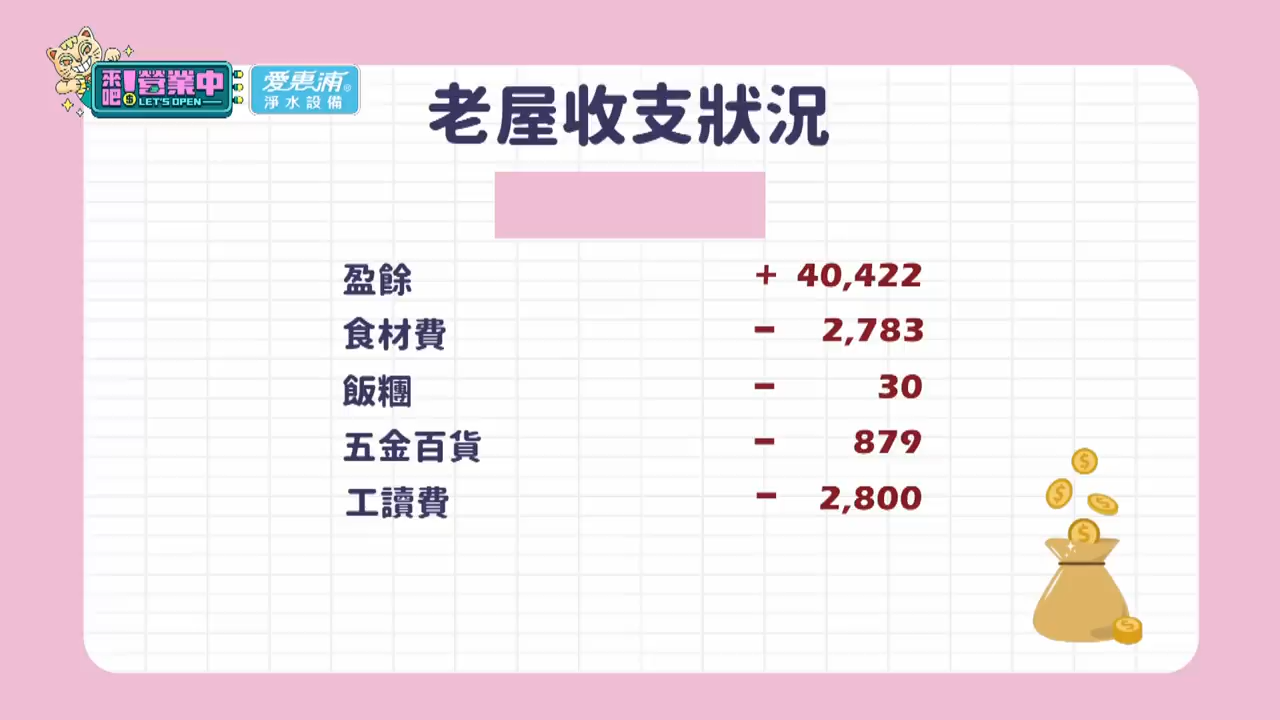 來吧!營業中
LET'S OPEN
愛惠浦®
淨水設備
老屋收支狀況
盈餘 + 40,422
食材費 - 2,783
飯糰 - 30
五金百貨 - 879
工讀費 - 2,800